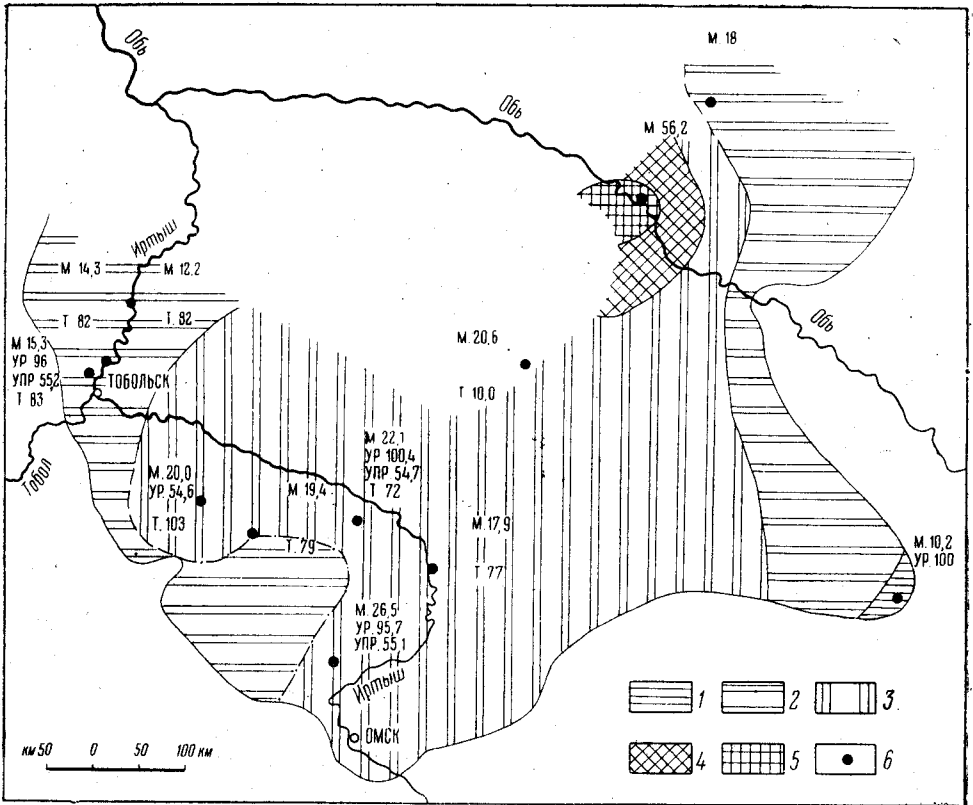 Обь
Обь
М. 18
М 56,2
Иртыш
М 14,3
М 12,2
Обь
Т. 82
Т. 82
М 15,3
УР 96
УПР 55,2
Т 83
ТОБОЛЬСК
М. 20,6
Т 10,0
Тобол
М. 20,0
УР. 54,6
Т. 103
М 19,4
М 22,1
УР 100,4
УПР 54,7
Т 72
М. 17,9
Т 77
Т. 79
М. 10,2
УР. 100
М. 26,5
УР. 95,7
УПР. 55,1
Иртыш
ОМСК
1 2 3
4 5 6
км 50 0 50 100 км